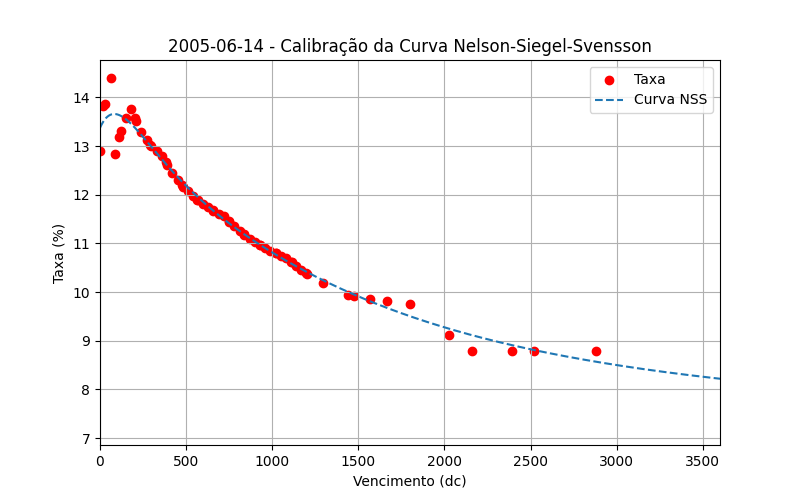 2005-06-14 - Calibração da Curva Nelson-Siegel-Svensson
Taxa
Curva NSS
Taxa (%)
14
13
12
11
10
9
8
7
0 500 1000 1500 2000 2500 3000 3500
Vencimento (dc)